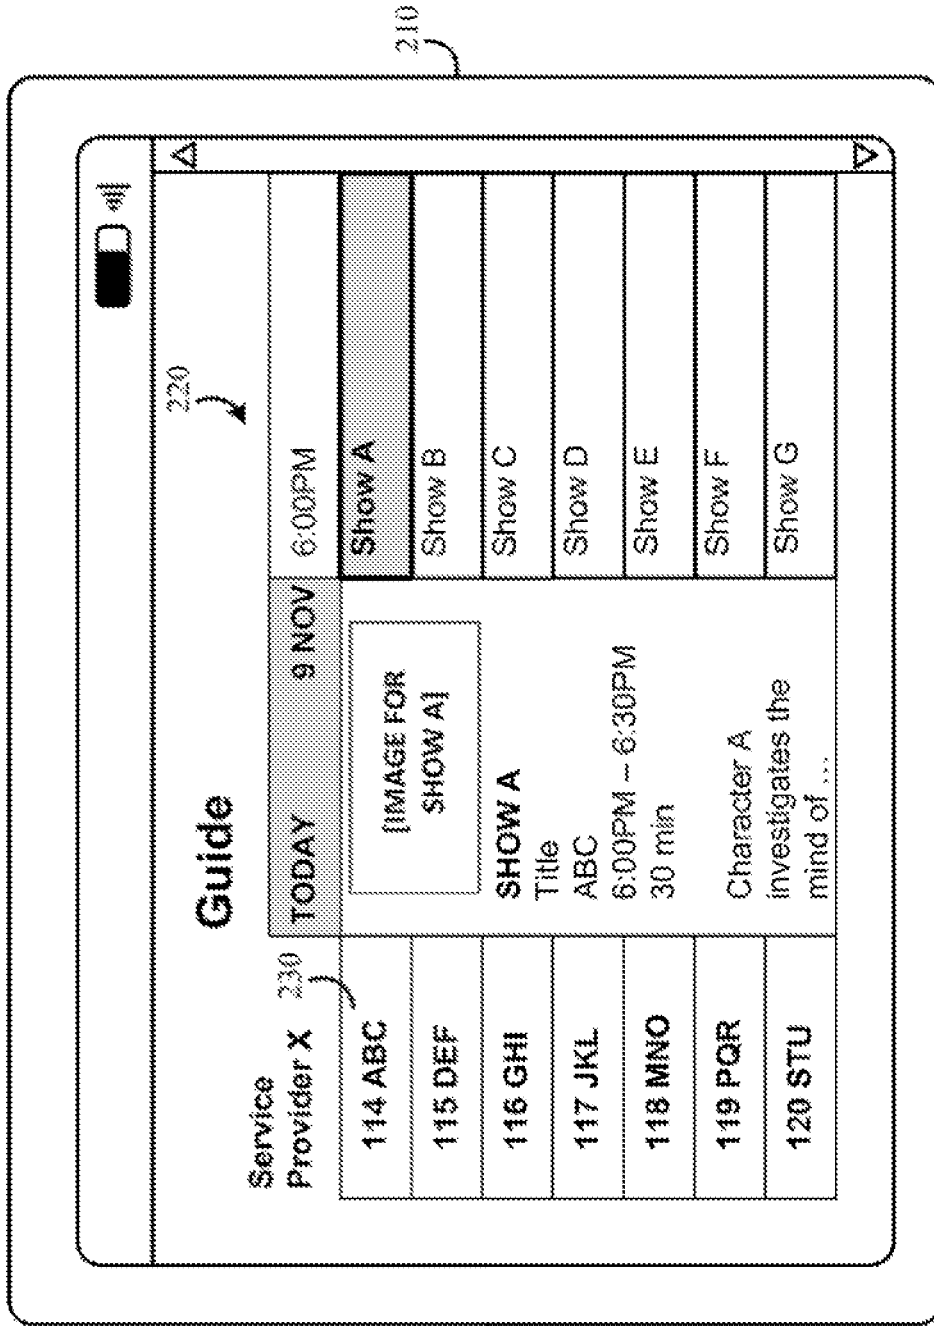 210
220
Guide
Service
Provider X
230
TODAY 9 NOV 6:00PM
114 ABC
115 DEF
116 GHI
117 JKL
118 MNO
119 PQR
120 STU
[IMAGE FOR
SHOW A]
SHOW A
Title
ABC
6:00PM – 6:30PM
30 min
Character A
investigates the
mind of ...
Show A
Show B
Show C
Show D
Show E
Show F
Show G